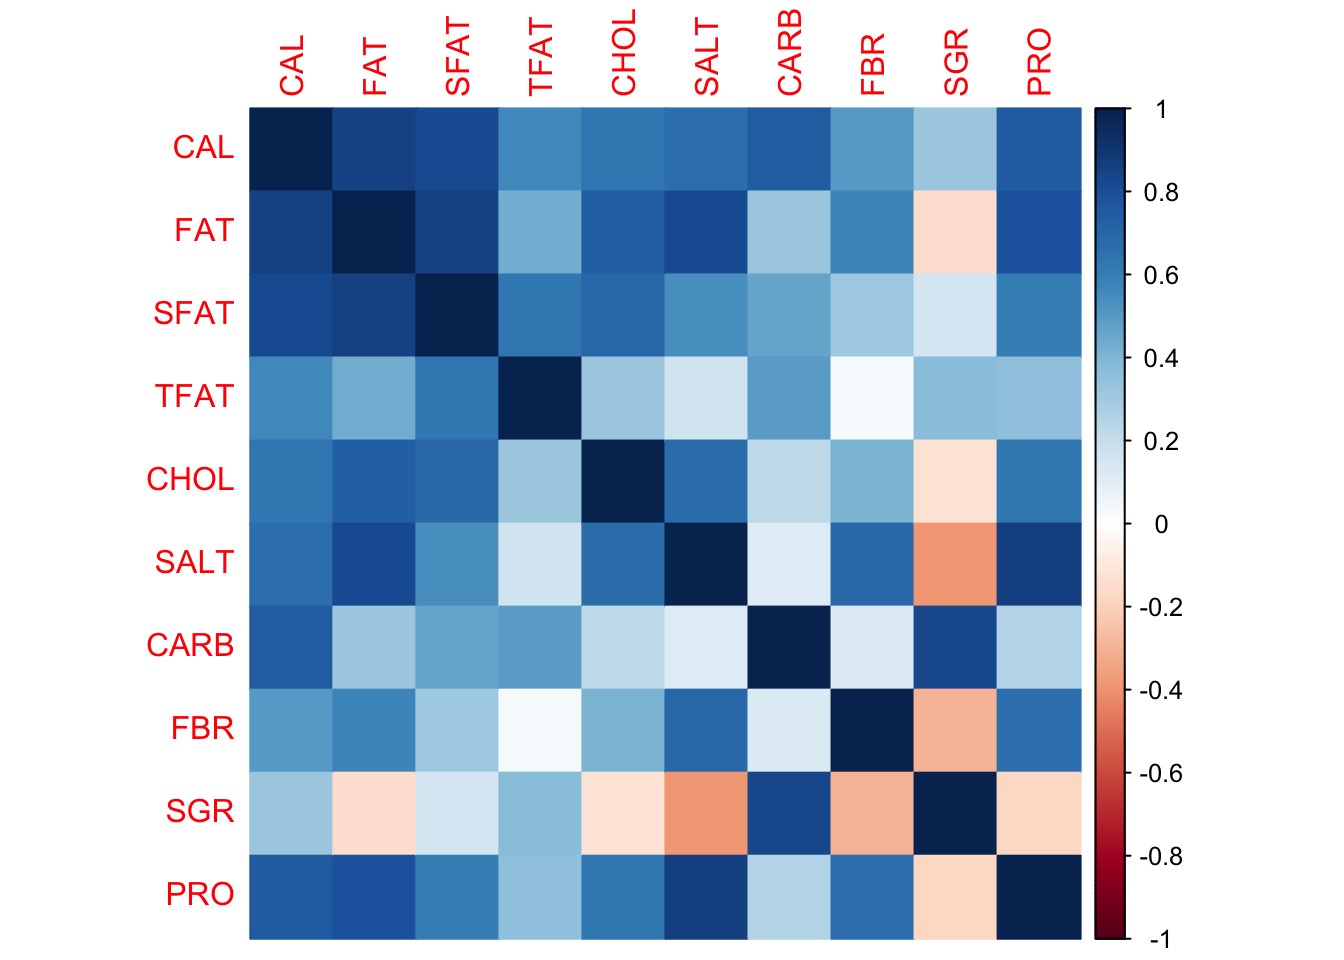 CAL FAT SFAT TFAT CHOL SALT CARB FBR SGR PRO
CAL
FAT
SFAT
TFAT
CHOL
SALT
CARB
FBR
SGR
PRO
1
0.8
0.6
0.4
0.2
0
-0.2
-0.4
-0.6
-0.8
-1